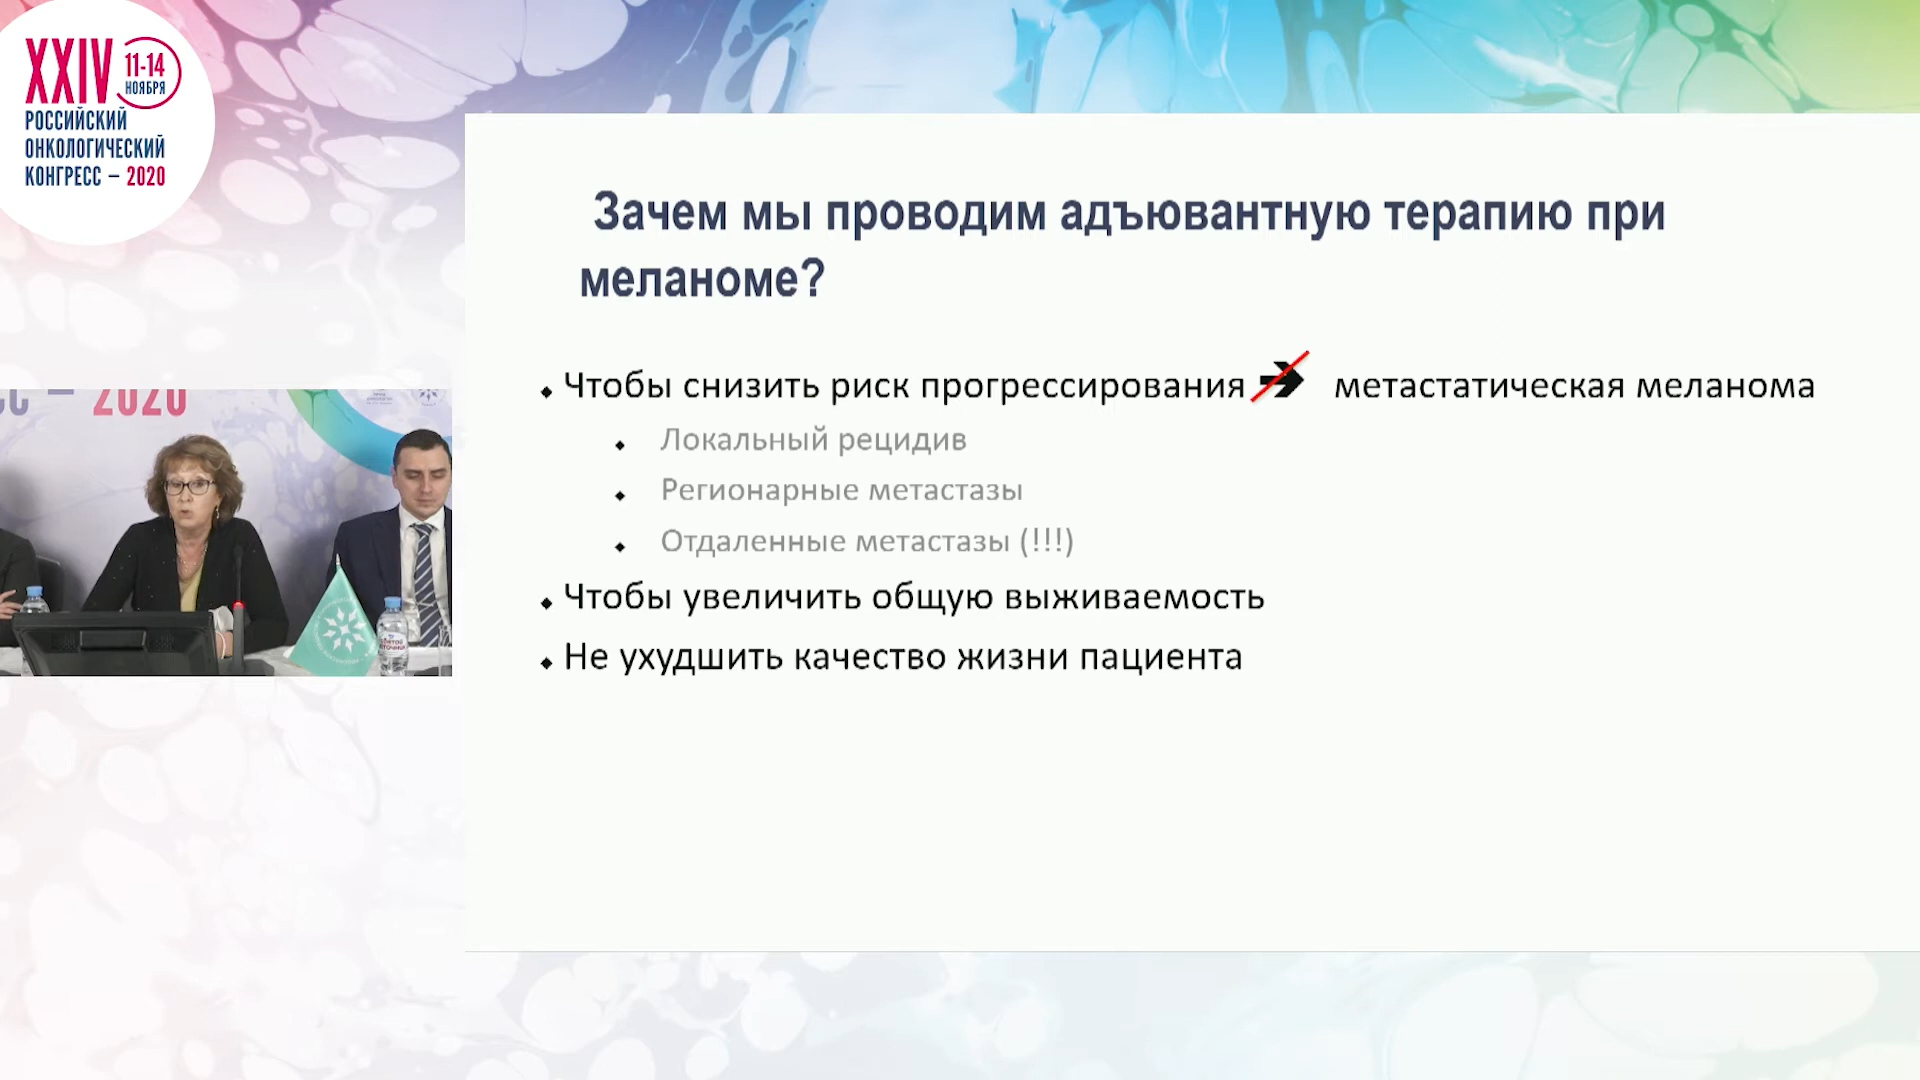 XXIV 11-14
НОЯБРЯ
РОССИЙСКИЙ
ОНКОЛОГИЧЕСКИЙ
КОНГРЕСС – 2020
Зачем мы проводим адъювантную терапию при
меланоме?
Чтобы снизить риск прогрессирования метастатическая меланома
Локальный рецидив
Регионарные метастазы
Отдаленные метастазы (!!!)
Чтобы увеличить общую выживаемость
Не ухудшить качество жизни пациента
– 2020